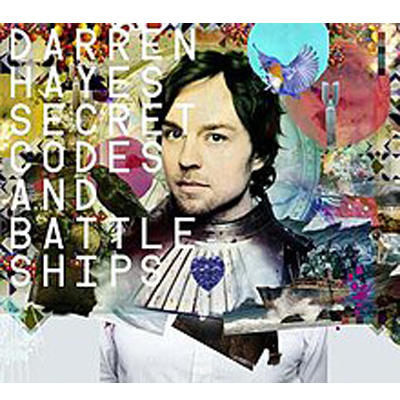 DARREN
HAYES
SECRET
CODES
AND
BATTLE
SHIPS